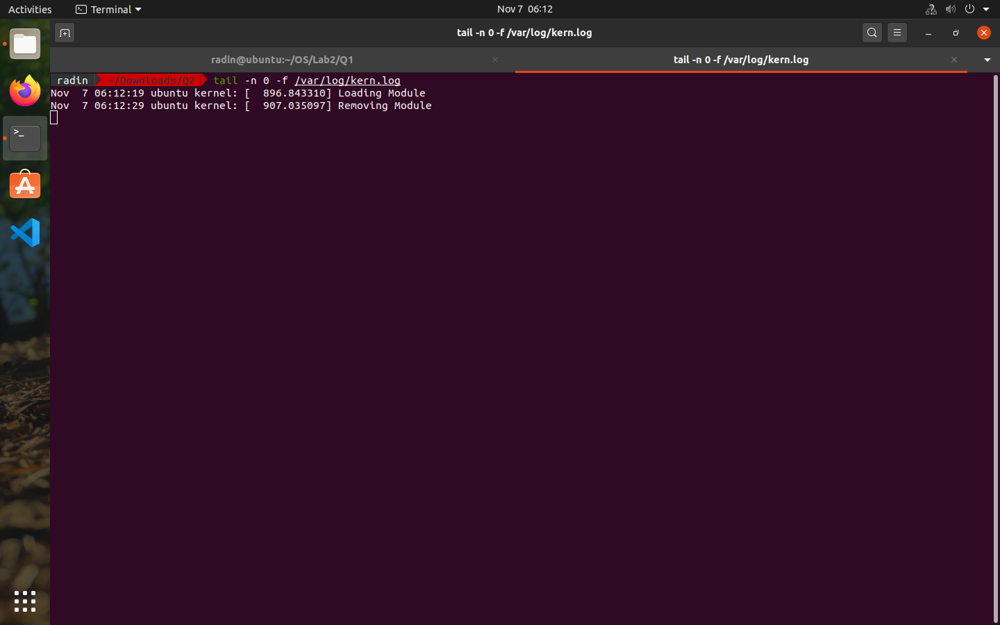 Activities
Terminal
Nov 7 06:12
tail -n 0 -f /var/log/kern.log
radin@ubuntu:~/OS/Lab2/Q1
tail -n 0 -f /var/log/kern.log
radin ~/Downloads/Q2 tail -n 0 -f /var/log/kern.log
Nov  7 06:12:19 ubuntu kernel: [  896.843310] Loading Module
Nov  7 06:12:29 ubuntu kernel: [  907.035097] Removing Module